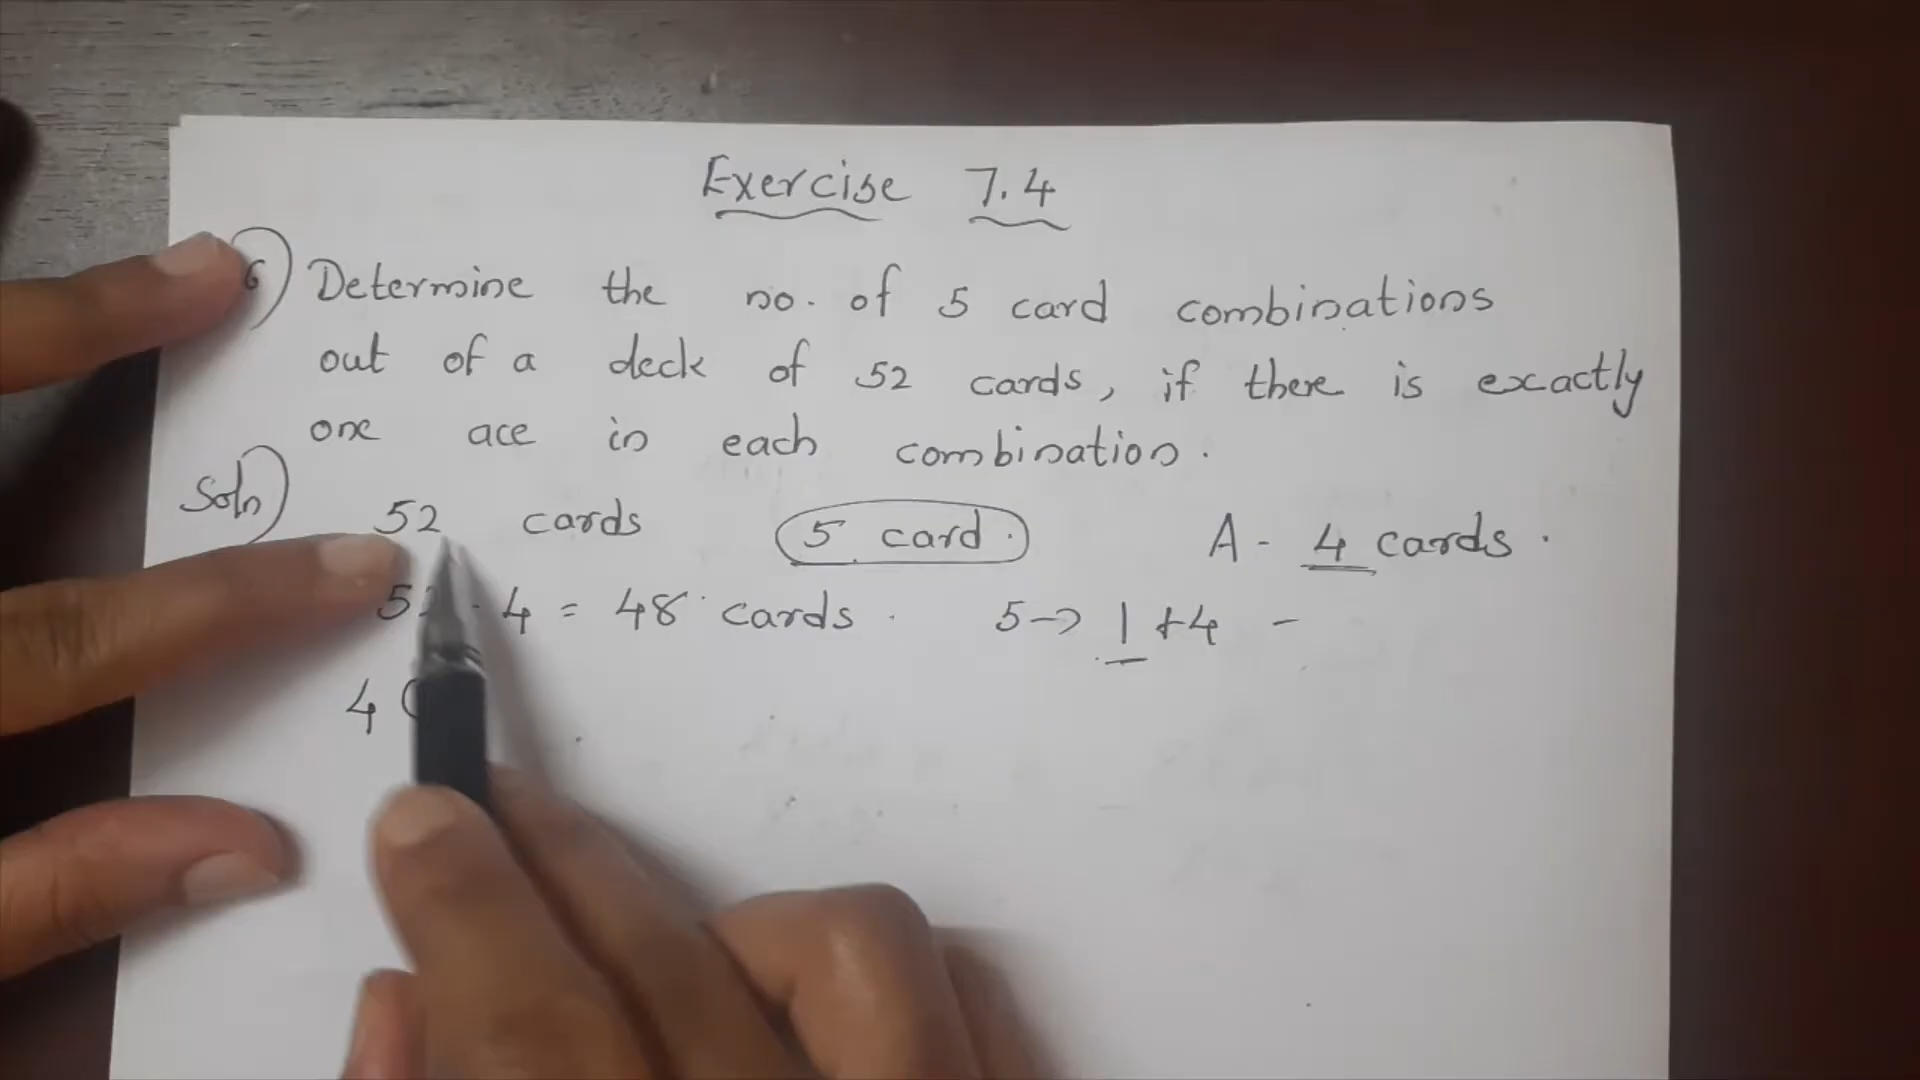 Exercise 7.4
6) Determine the no. of 5 card combinations
out of a deck of 52 cards, if there is exactly
one ace in each combination.
Soln)
52 cards 5 card. A - 4 cards.
52 - 4 = 48 cards. 5 → 1 + 4 -
4 C